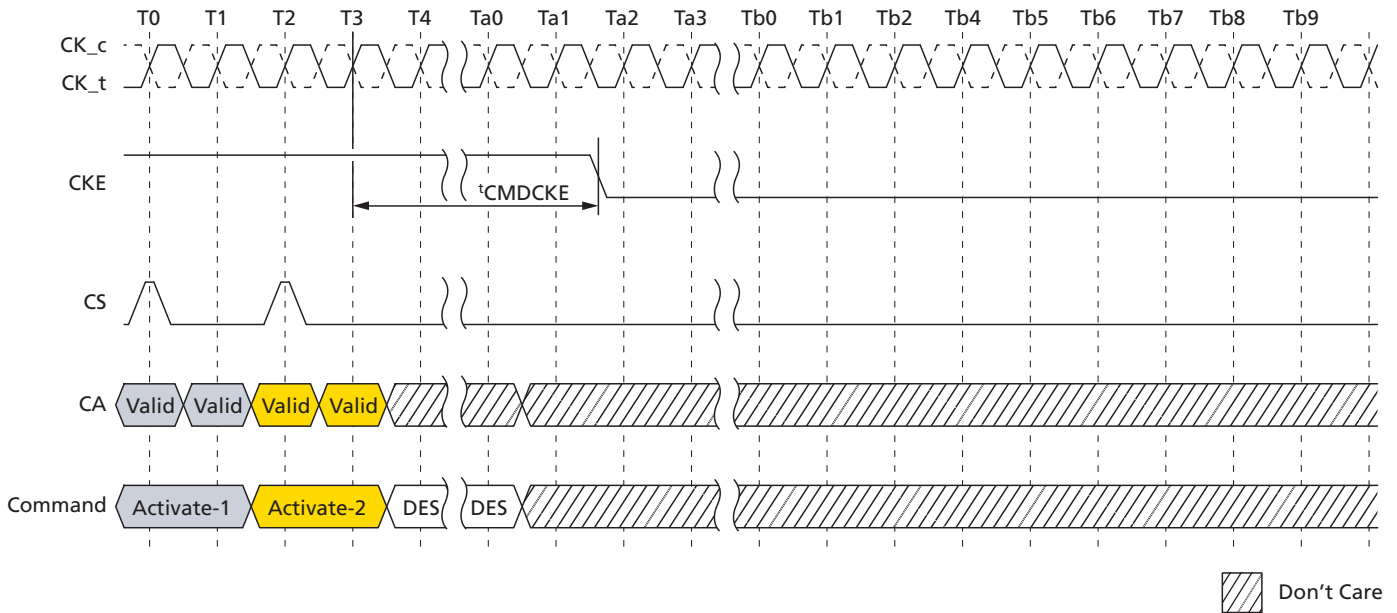 T0 T1 T2 T3 T4 Ta0 Ta1 Ta2 Ta3 Tb0 Tb1 Tb2 Tb4 Tb5 Tb6 Tb7 Tb8 Tb9
CK_c
CK_t
CKE
tCMDCKE
CS
CA Valid Valid Valid Valid
Command Activate-1 Activate-2 DES DES
Don't Care